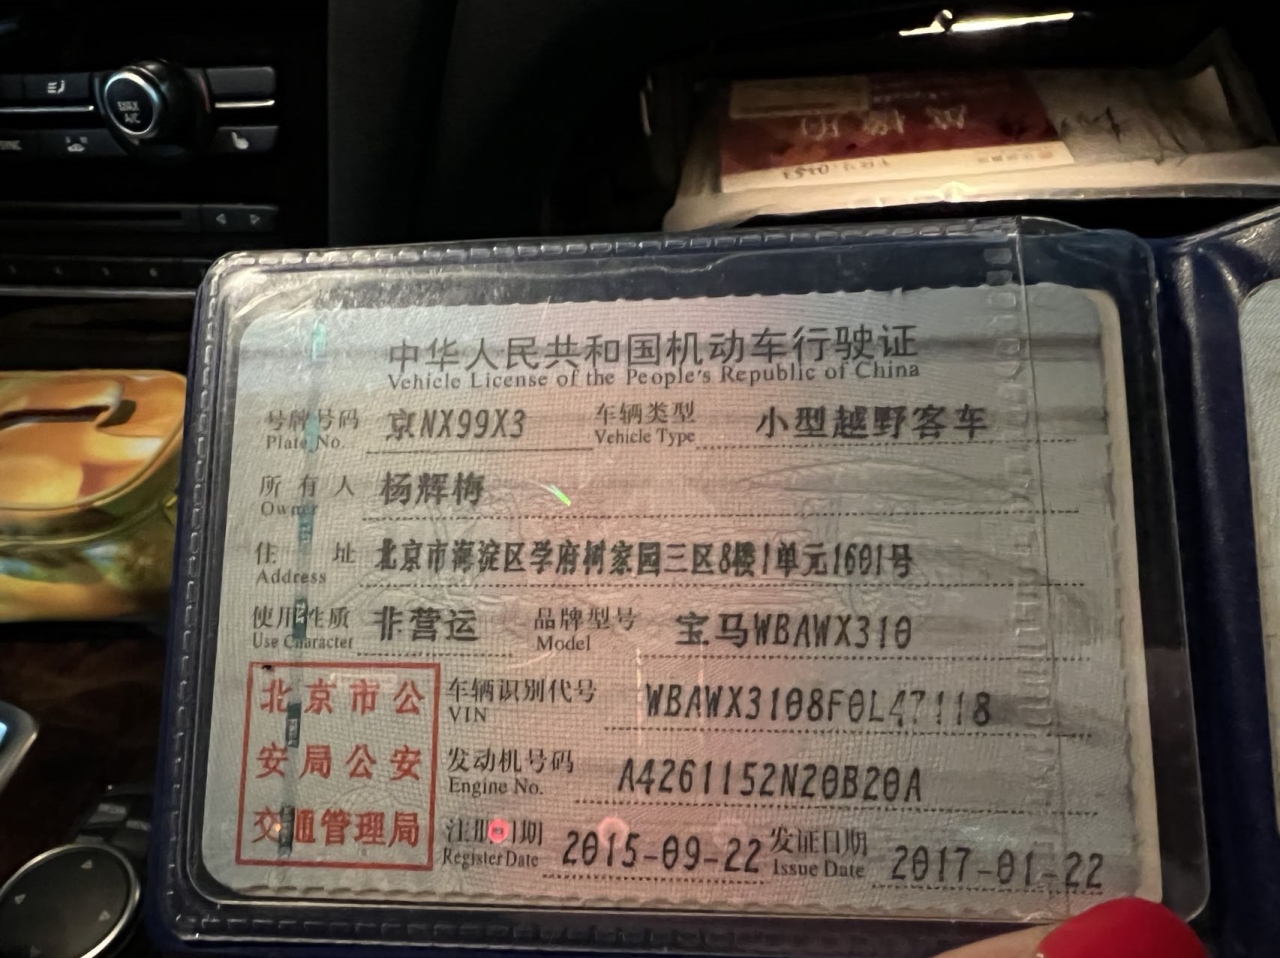 MAX
A/C
中华人民共和国机动车行驶证
Vehicle License of the People's Republic of China
号牌号码 京NX99X3 车辆类型 小型越野客车
Plate No. Vehicle Type
所有人 杨辉梅
Owner
住址 北京市海淀区学府树家园三区8楼1单元1601号
Address
使用性质 非营运 品牌型号 宝马WBAWX310
Use Character Model
北京市公
安局公安
交通管理局
车辆识别代号 WBAWX3108F0L47118
VIN
发动机号码 A4261152N20B20A
Engine No.
注册日期 2015-09-22 发证日期 2017-01-22
Register Date Issue Date